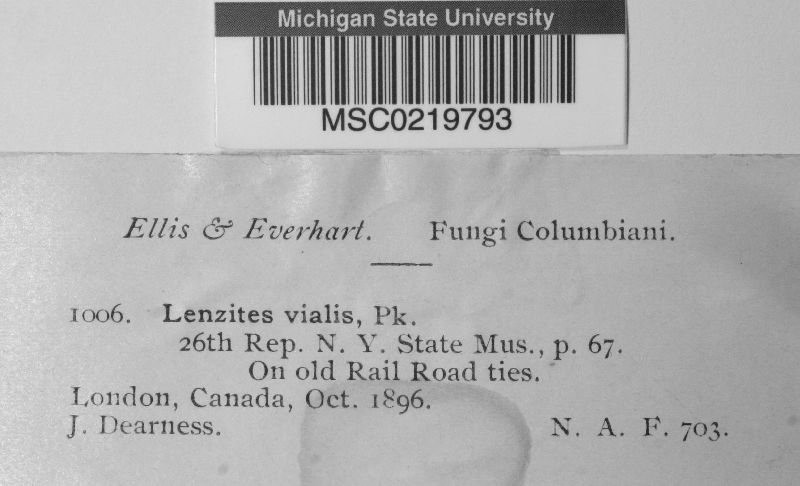 Michigan State University
MSC0219793
Ellis & Everhart. Fungi Columbiani.
1006. Lenzites vialis, Pk.
26th Rep. N. Y. State Mus., p. 67.
On old Rail Road ties.
London, Canada, Oct. 1896.
J. Dearness. N. A. F. 703.